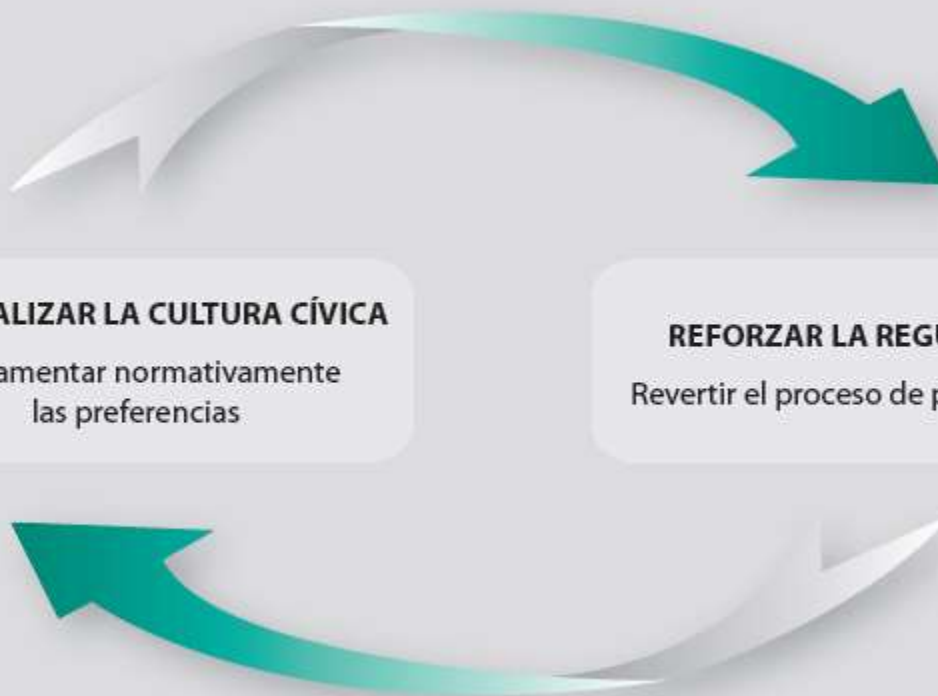 ALIZAR LA CULTURA CÍVICA
amentar normativamente
las preferencias
REFORZAR LA REGU
Revertir el proceso de p